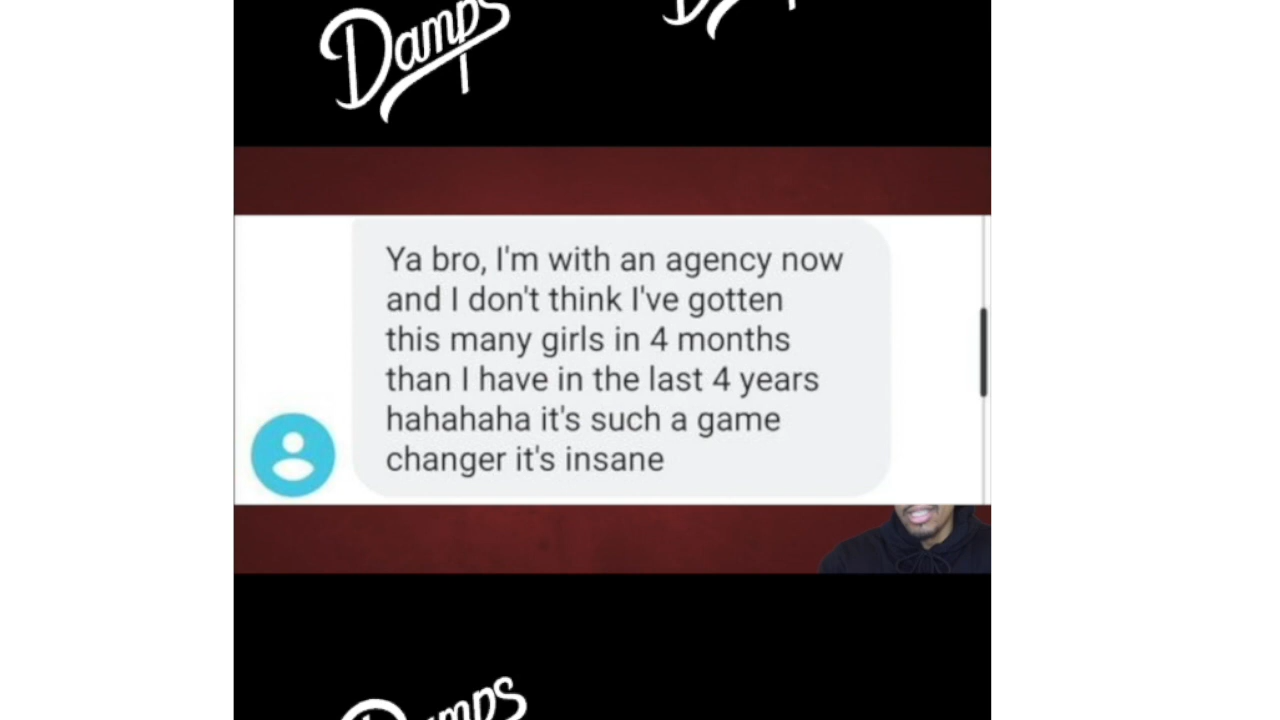 Damps
Ya bro, I'm with an agency now
and I don't think I've gotten
this many girls in 4 months
than I have in the last 4 years
hahahaha it's such a game
changer it's insane
Damps